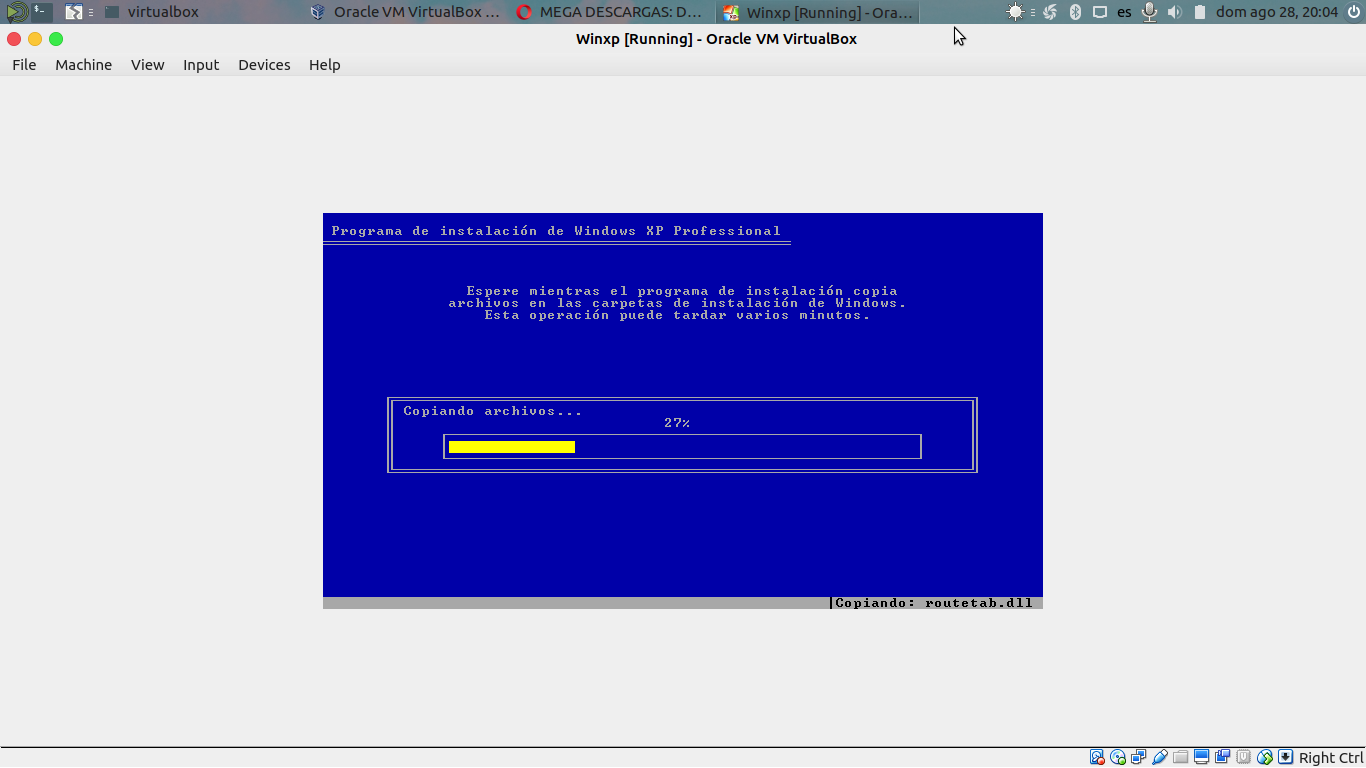 virtualbox
Oracle VM VirtualBox ...
MEGA DESCARGAS: D...
Winxp [Running] - Ora...
es
dom ago 28, 20:04
Winxp [Running] - Oracle VM VirtualBox
File Machine View Input Devices Help
Programa de instalación de Windows XP Professional
Espere mientras el programa de instalación copia
archivos en las carpetas de instalación de Windows.
Esta operación puede tardar varios minutos.
Copiando archivos...
27%
Copiando: routetab.dll
Right Ctrl